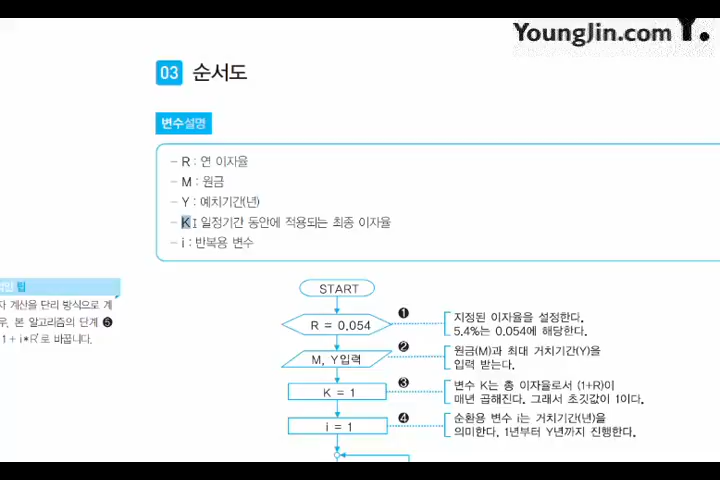 YoungJin.com Y.
03 순서도
변수설명
- R : 연 이자율
- M : 원금
- Y : 예치기간(년)
- K : 일정기간 동안에 적용되는 최종 이자율
- i : 반복용 변수
팁
자 계산을 단리 방식으로 계
우, 본 알고리즘의 단계 ❺
1 + i*R'로 바꿉니다.
START
R = 0.054
❶
지정된 이자율을 설정한다.
5.4%는 0.054에 해당한다.
M, Y입력
❷
원금(M)과 최대 거치기간(Y)을
입력 받는다.
K = 1
❸
변수 K는 총 이자율로서 (1+R)이
매년 곱해진다. 그래서 초깃값이 1이다.
i = 1
❹
순환용 변수 i는 거치기간(년)을
의미한다. 1년부터 Y년까지 진행한다.